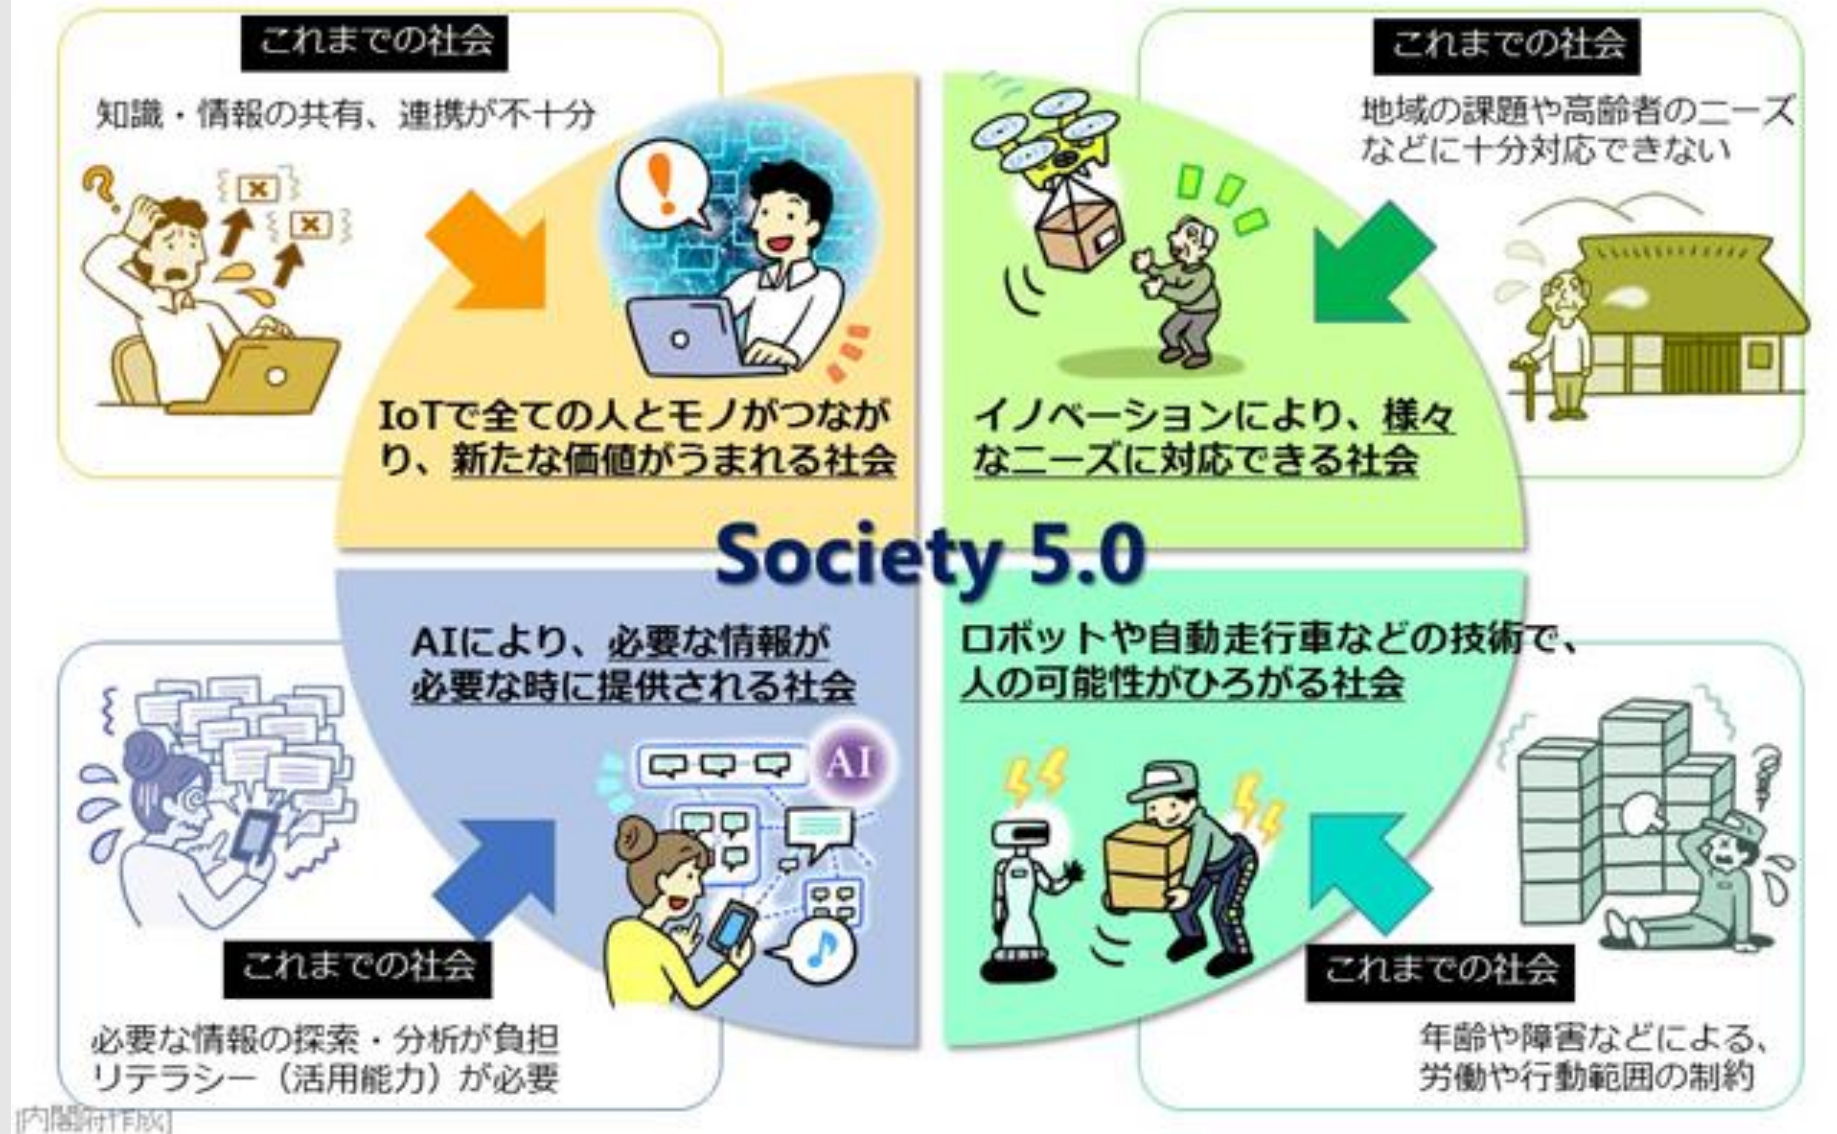 これまでの社会
知識・情報の共有、連携が不十分
IoTで全ての人とモノがつなが
り、新たな価値がうまれる社会
これまでの社会
地域の課題や高齢者のニーズ
などに十分対応できない
イノベーションにより、様々
なニーズに対応できる社会
Society 5.0
AIにより、必要な情報が
必要な時に提供される社会
AI
これまでの社会
必要な情報の探索・分析が負担
リテラシー（活用能力）が必要
ロボットや自動走行車などの技術で、
人の可能性がひろがる社会
これまでの社会
年齢や障害などによる、
労働や行動範囲の制約
[内閣府作成]